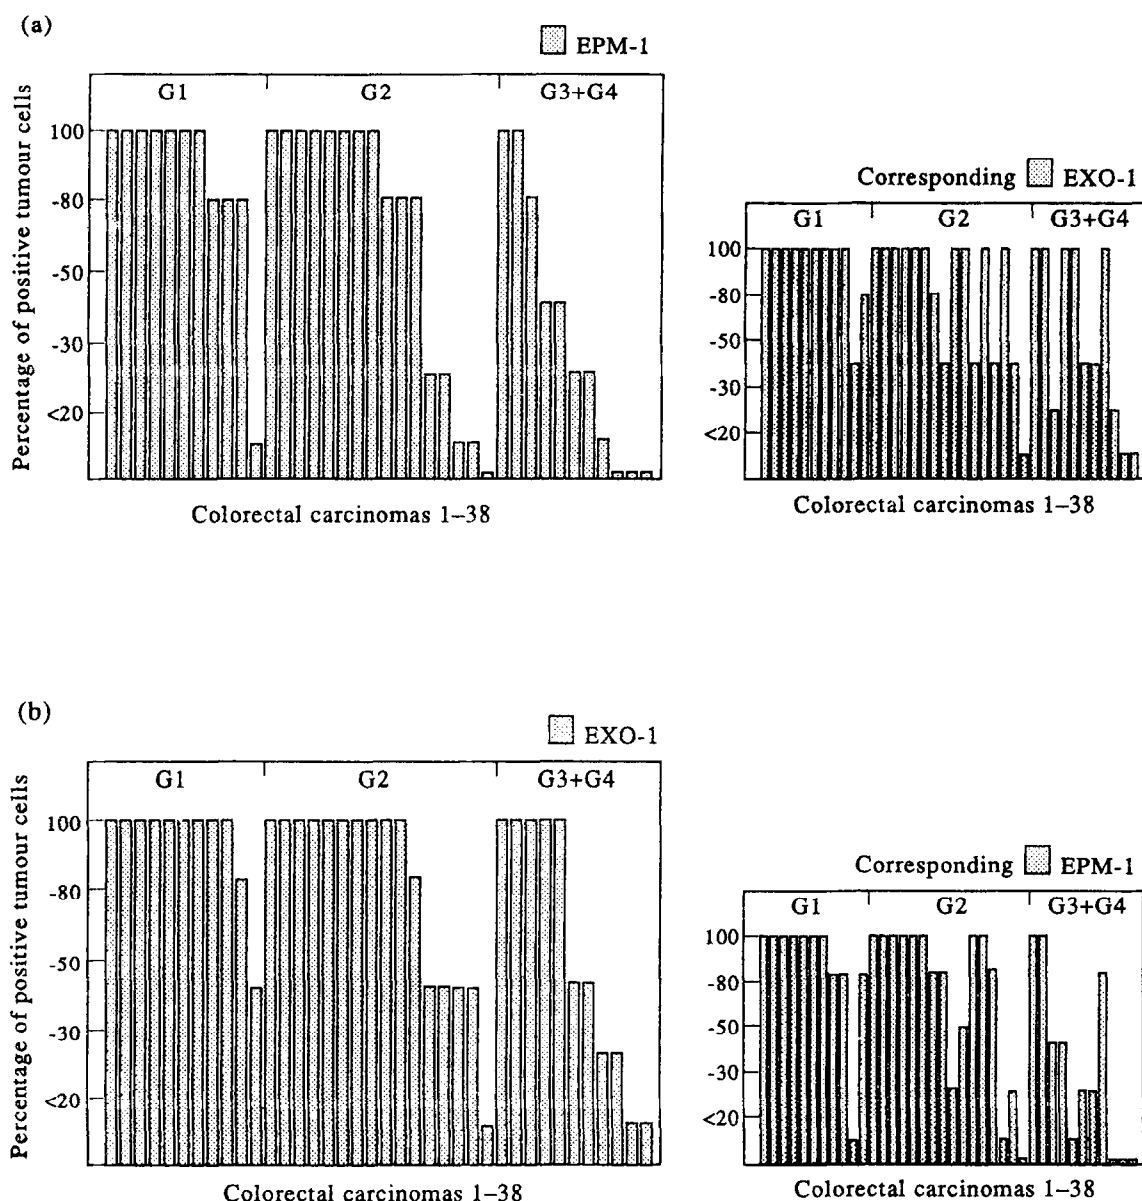 (a)
EPM-1
G1 G2 G3+G4
Percentage of positive tumour cells
100
-80
-50
-30
<20
Colorectal carcinomas 1–38
Corresponding EXO-1
G1 G2 G3+G4
100
-80
-50
-30
<20
Colorectal carcinomas 1–38
(b)
EXO-1
G1 G2 G3+G4
Percentage of positive tumour cells
100
-80
-50
-30
<20
Colorectal carcinomas 1–38
Corresponding EPM-1
G1 G2 G3+G4
100
-80
-50
-30
<20
Colorectal carcinomas 1–38